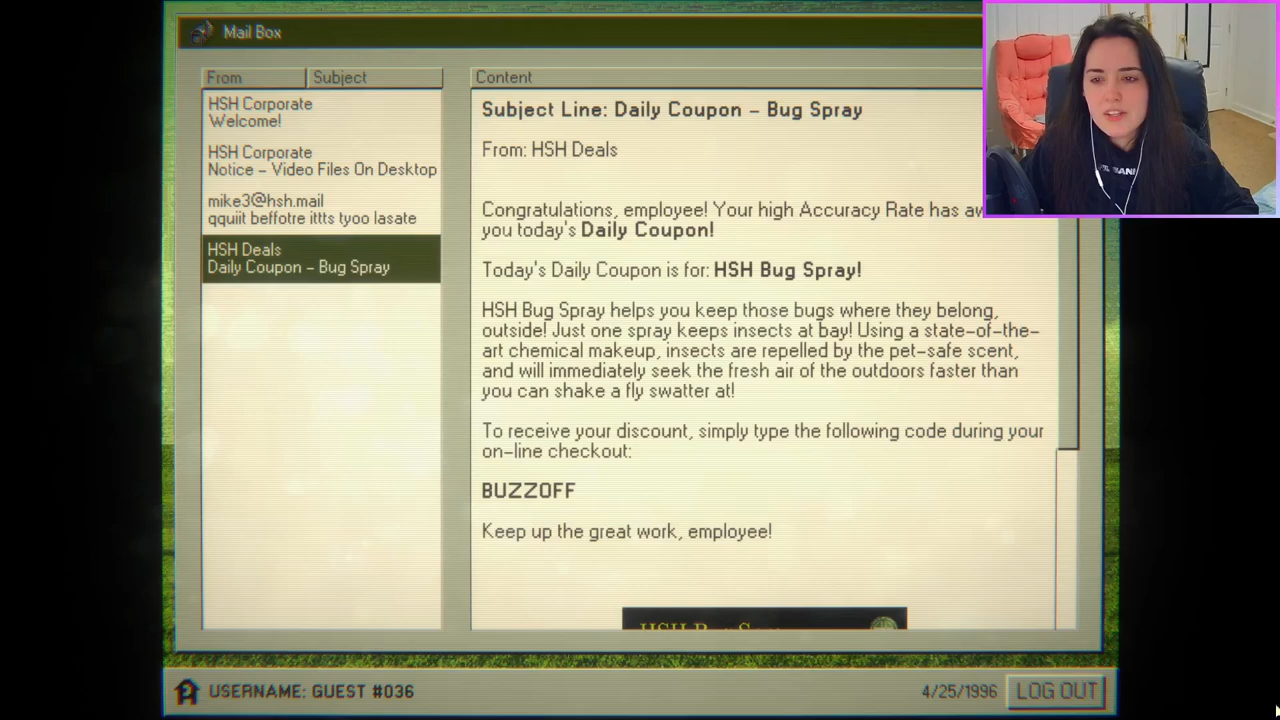 Mail Box
From
Subject
HSH Corporate
Welcome!
HSH Corporate
Notice - Video Files On Desktop
mike3@hsh.mail
qquiit beffotre ittts tyoo lasate
HSH Deals
Daily Coupon - Bug Spray
Content
Subject Line: Daily Coupon - Bug Spray
From: HSH Deals
Congratulations, employee! Your high Accuracy Rate has
you today's Daily Coupon!
Today's Daily Coupon is for: HSH Bug Spray!
HSH Bug Spray helps you keep those bugs where they belong,
outside! Just one spray keeps insects at bay! Using a state-of-the-
art chemical makeup, insects are repelled by the pet-safe scent,
and will immediately seek the fresh air of the outdoors faster than
you can shake a fly swatter at!
To receive your discount, simply type the following code during your
on-line checkout:
BUZZOFF
Keep up the great work, employee!
USERNAME: GUEST #036
4/25/1996
LOG OUT